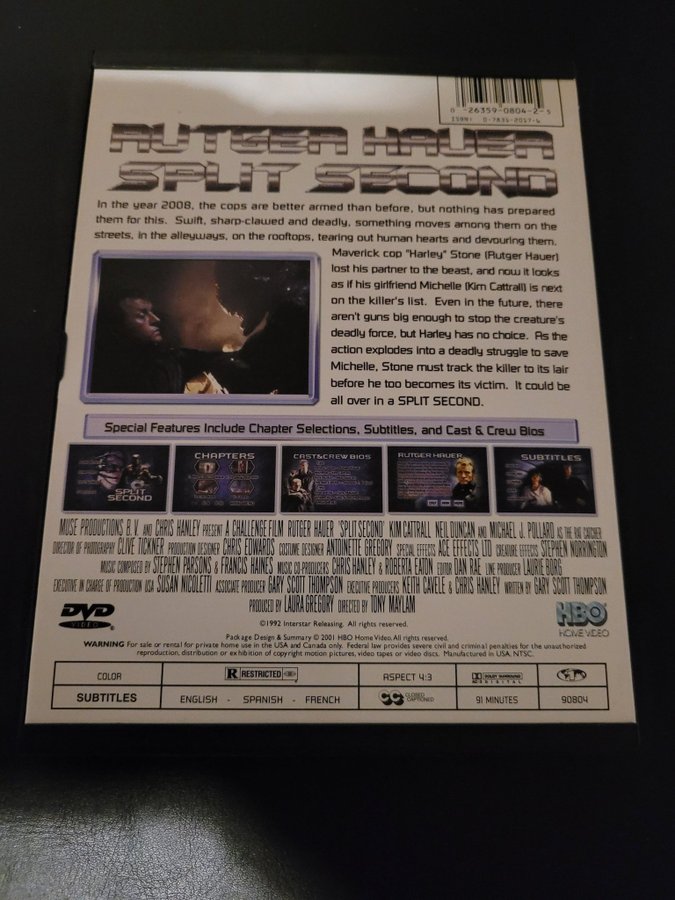 0 26359-0804-2 5
ISBN: 0-7831-2017-6
RUTGER HAUER
SPLIT SECOND
In the year 2008, the cops are better armed than before, but nothing has prepared
them for this. Swift, sharp-clawed and deadly, something moves among them on the
streets, in the alleyways, on the rooftops, tearing out human hearts and devouring them.
Maverick cop "Harley" Stone (Rutger Hauer)
lost his partner to the beast, and now it looks
as if his girlfriend Michelle (Kim Cattrall) is next
on the killer's list. Even in the future, there
aren't guns big enough to stop the creature's
deadly force, but Harley has no choice. As the
action explodes into a deadly struggle to save
Michelle, Stone must track the killer to its lair
before he too becomes its victim. It could be
all over in a SPLIT SECOND.
Special Features Include Chapter Selections, Subtitles, and Cast & Crew Bios
SPLIT SECOND
CHAPTERS
CAST&CREW BIOS
RUTGER HAUER
SUBTITLES
MUSE PRODUCTIONS B.V. AND CHRIS HANLEY PRESENT A CHALLENGE FILM RUTGER HAUER 'SPLIT SECOND' KIM CATTRALL NEIL DUNCAN AND MICHAEL J. POLLARD AS THE RAT CATCHER
DIRECTOR OF PHOTOGRAPHY CLIVE TICKNER PRODUCTION DESIGNER CHRIS EDWARDS COSTUME DESIGNER ANTOINETTE GREGORY SPECIAL EFFECTS ACE EFFECTS LTD CREATURE EFFECTS STEPHEN NORRINGTON
MUSIC COMPOSED BY STEPHEN PARSONS & FRANCIS HAINES MUSIC CO-PRODUCERS CHRIS HANLEY & ROBERTA EATON EDITOR DAN RAE LINE PRODUCER LAURIE BORG
EXECUTIVE IN CHARGE OF PRODUCTION USA SUSAN NICOLETTI ASSOCIATE PRODUCER GARY SCOTT THOMPSON EXECUTIVE PRODUCERS KEITH CAVELE & CHRIS HANLEY WRITTEN BY GARY SCOTT THOMPSON
PRODUCED BY LAURA GREGORY DIRECTED BY TONY MAYLAM
DVD VIDEO
©1992 Interstar Releasing. All rights reserved.
HBO HOME VIDEO
Package Design & Summary © 2001 HBO Home Video. All rights reserved.
WARNING For sale or rental for private home use in the USA and Canada only. Federal law provides severe civil and criminal penalties for the unauthorized
reproduction, distribution or exhibition of copyright motion pictures, video tapes or video discs. Manufactured in USA. NTSC.
COLOR R RESTRICTED ASPECT 4:3 DOLBY SURROUND DIGITAL
SUBTITLES ENGLISH - SPANISH - FRENCH CC CLOSED CAPTIONED 91 MINUTES 90804